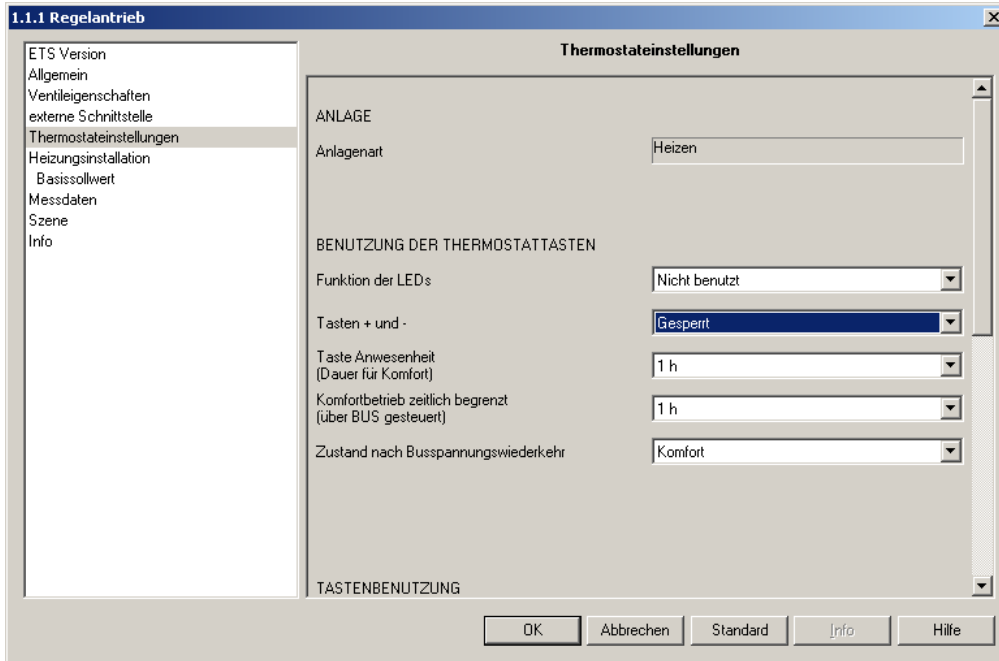 1.1.1 Regelantrieb
ETS Version
Allgemein
Ventileigenschaften
externe Schnittstelle
Thermostateinstellungen
Heizungsinstallation
Basissollwert
Messdaten
Szene
Info
Thermostateinstellungen
ANLAGE
Anlagenart
Heizen
BENUTZUNG DER THERMOSTATTASTEN
Funktion der LEDs
Nicht benutzt
Tasten + und -
Gesperrt
Taste Anwesenheit
(Dauer für Komfort)
1 h
Komfortbetrieb zeitlich begrenzt
(über BUS gesteuert)
1 h
Zustand nach Busspannungswiederkehr
Komfort
TASTENBENUTZUNG
OK
Abbrechen
Standard
Info
Hilfe